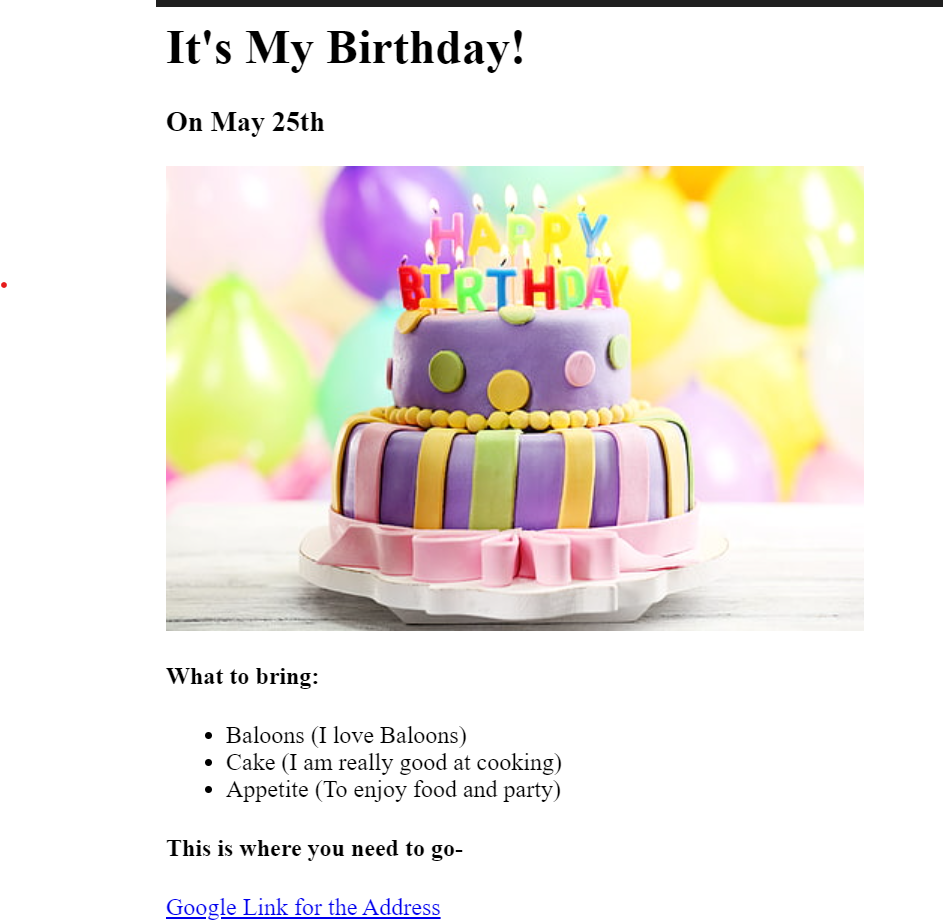 It's My Birthday!
On May 25th
HAPPY
BIRTHDAY
What to bring:
Baloons (I love Baloons)
Cake (I am really good at cooking)
Appetite (To enjoy food and party)
This is where you need to go-
Google Link for the Address